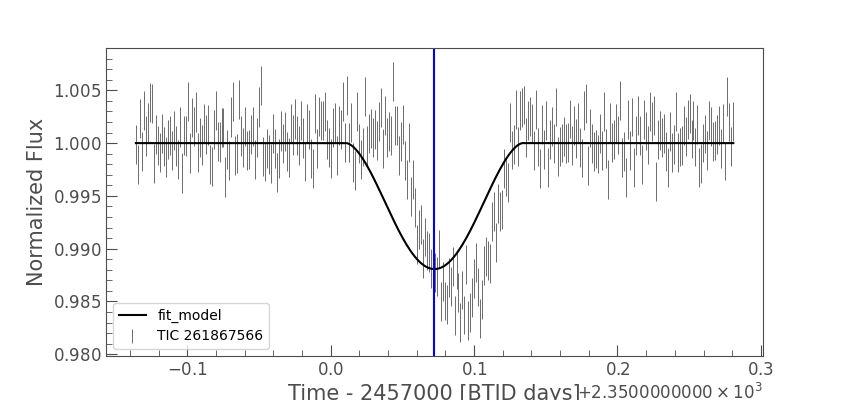 Normalized Flux
1.005
1.000
0.995
0.990
0.985
0.980
fit_model
TIC 261867566
−0.1
0.0
0.1
0.2
0.3
Time - 2457000 [BTJD days]
+2.3500000000 × 10³